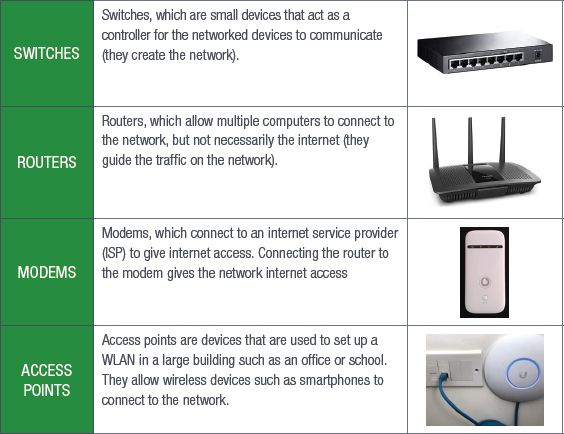 SWITCHES
Switches, which are small devices that act as a
controller for the networked devices to communicate
(they create the network).
ROUTERS
Routers, which allow multiple computers to connect to
the network, but not necessarily the internet (they
guide the traffic on the network).
MODEMS
Modems, which connect to an internet service provider
(ISP) to give internet access. Connecting the router to
the modem gives the network internet access
ACCESS
POINTS
Access points are devices that are used to set up a
WLAN in a large building such as an office or school.
They allow wireless devices such as smartphones to
connect to the network.